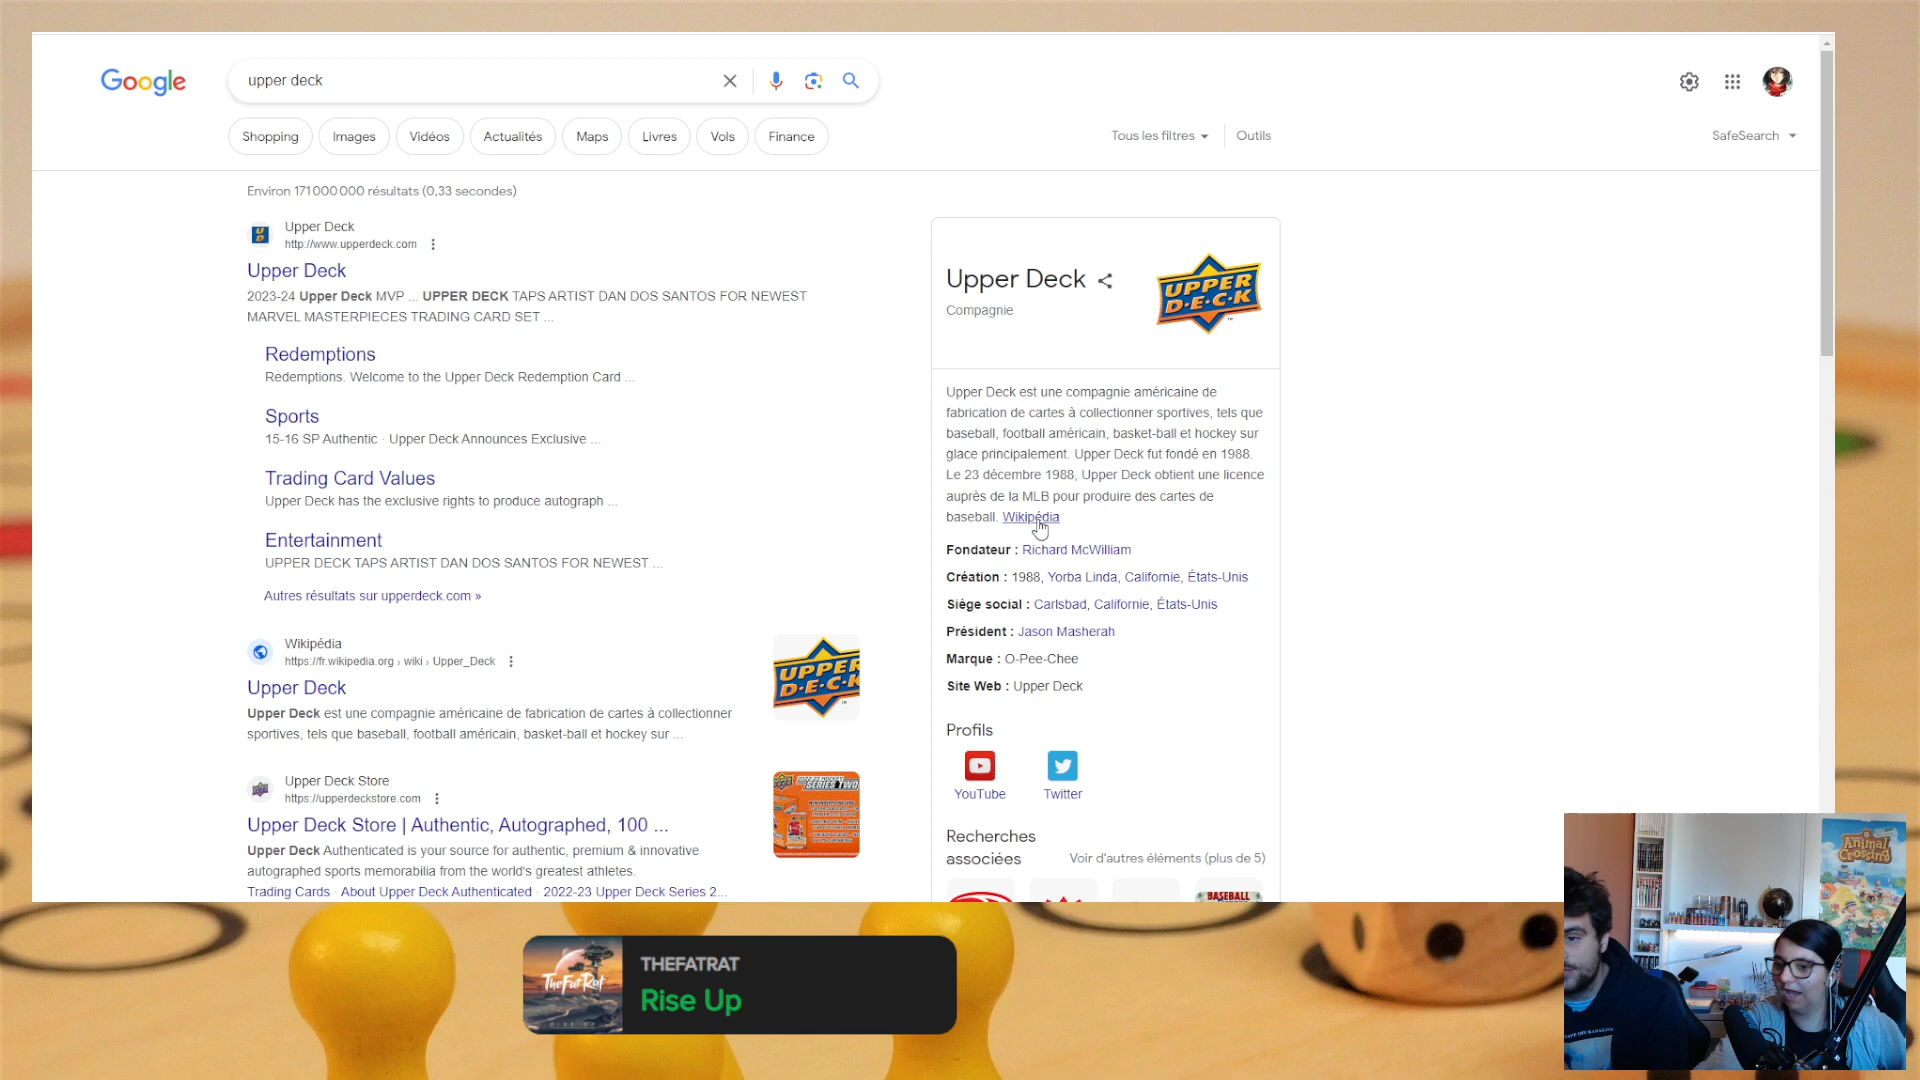 Google
upper deck
Shopping
Images
Vidéos
Actualités
Maps
Livres
Vols
Finance
Tous les filtres
Outils
SafeSearch
Environ 171 000 000 résultats (0,33 secondes)
Upper Deck
http://www.upperdeck.com
Upper Deck
2023-24 Upper Deck MVP ... UPPER DECK TAPS ARTIST DAN DOS SANTOS FOR NEWEST
MARVEL MASTERPIECES TRADING CARD SET ...
Redemptions
Redemptions. Welcome to the Upper Deck Redemption Card ...
Sports
15-16 SP Authentic · Upper Deck Announces Exclusive ...
Trading Card Values
Upper Deck has the exclusive rights to produce autograph ...
Entertainment
UPPER DECK TAPS ARTIST DAN DOS SANTOS FOR NEWEST ...
Autres résultats sur upperdeck.com »
Wikipédia
https://fr.wikipedia.org › wiki › Upper_Deck
Upper Deck
Upper Deck est une compagnie américaine de fabrication de cartes à collectionner
sportives, tels que baseball, football américain, basket-ball et hockey sur ...
UPPER
D·E·C·K
Upper Deck Store
https://upperdeckstore.com
Upper Deck Store | Authentic, Autographed, 100 ...
Upper Deck Authenticated is your source for authentic, premium & innovative
autographed sports memorabilia from the world's greatest athletes.
Trading Cards · About Upper Deck Authenticated · 2022-23 Upper Deck Series 2...
SERIES TWO
Upper Deck
Compagnie
UPPER
D·E·C·K
Upper Deck est une compagnie américaine de
fabrication de cartes à collectionner sportives, tels que
baseball, football américain, basket-ball et hockey sur
glace principalement. Upper Deck fut fondé en 1988.
Le 23 décembre 1988, Upper Deck obtient une licence
auprès de la MLB pour produire des cartes de
baseball. Wikipédia
Fondateur : Richard McWilliam
Création : 1988, Yorba Linda, Californie, États-Unis
Siège social : Carlsbad, Californie, États-Unis
Président : Jason Masherah
Marque : O-Pee-Chee
Site Web : Upper Deck
Profils
YouTube
Twitter
Recherches
associées
Voir d'autres éléments (plus de 5)
BASEBALL
Animal
Crossing
TheFatRat
RISE UP
THEFATRAT
Rise Up